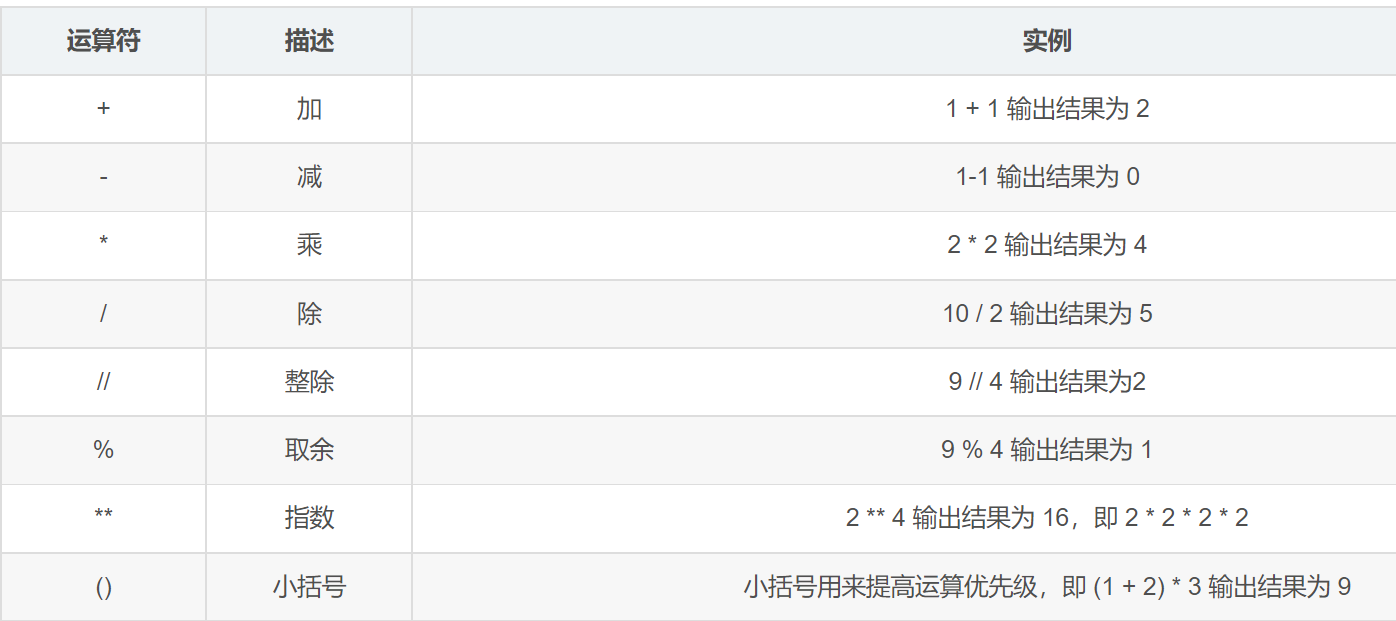 运算符 描述 实例
+ 加 1 + 1 输出结果为 2
- 减 1-1 输出结果为 0
* 乘 2 * 2 输出结果为 4
/ 除 10 / 2 输出结果为 5
// 整除 9 // 4 输出结果为2
% 取余 9 % 4 输出结果为 1
** 指数 2 ** 4 输出结果为 16，即 2 * 2 * 2 * 2
() 小括号 小括号用来提高运算优先级，即 (1 + 2) * 3 输出结果为 9